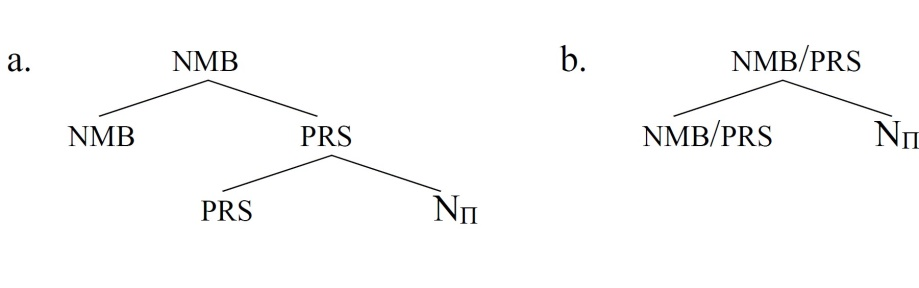 a. NMB b. NMB/PRS
NMB PRS NMB/PRS NΠ
PRS NΠ